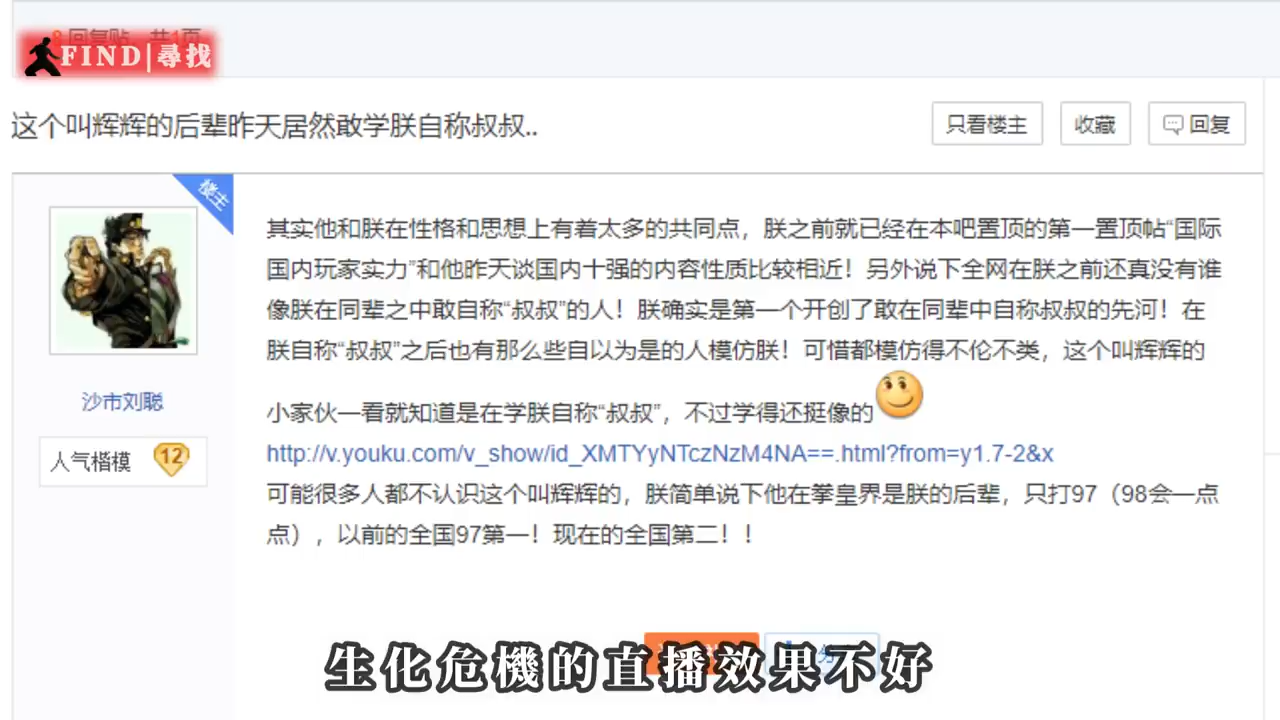 8 回复贴，共1页
FIND|尋找
这个叫辉辉的后辈昨天居然敢学朕自称叔叔..
只看楼主
收藏
回复
楼主
其实他和朕在性格和思想上有着太多的共同点，朕之前就已经在本吧置顶的第一置顶帖“国际
国内玩家实力”和他昨天谈国内十强的内容性质比较相近！另外说下全网在朕之前还真没有谁
像朕在同辈之中敢自称“叔叔”的人！朕确实是第一个开创了敢在同辈中自称叔叔的先河！在
朕自称“叔叔”之后也有那么些自以为是的人模仿朕！可惜都模仿得不伦不类，这个叫辉辉的
小家伙一看就知道是在学朕自称“叔叔”，不过学得还挺像的
http://v.youku.com/v_show/id_XMTYyNTczNzM4NA==.html?from=y1.7-2&x
可能很多人都不认识这个叫辉辉的，朕简单说下他在拳皇界是朕的后辈，只打97（98会一点
点），以前的全国97第一！现在的全国第二！！
沙市刘聪
人气楷模 12
生化危機的直播效果不好